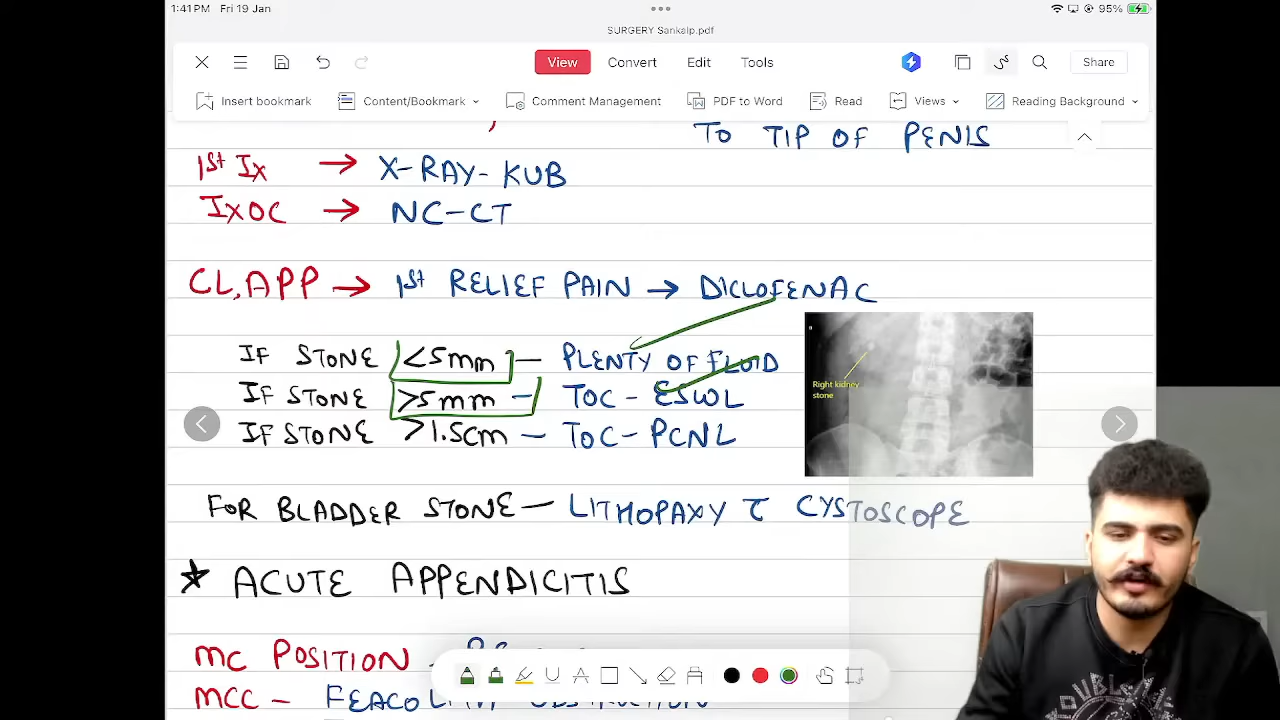 1:41 PM Fri 19 Jan
95%
SURGERY Sankalp.pdf
View Convert Edit Tools Share
Insert bookmark Content/Bookmark Comment Management PDF to Word Read Views Reading Background
TO TIP OF PENIS
1st Ix → X-RAY-KUB
IxOC → NC-CT
CL.APP → 1st RELIEF PAIN → DICLOFENAC
IF STONE <5mm — PLENTY OF FLUID
IF STONE >5mm – TOC - ESWL
IF STONE >1.5cm – TOC - PCNL
Right kidney
stone
FOR BLADDER STONE — LITHOPAXY CYSTOSCOPE
★ ACUTE APPENDICITIS
MC POSITION -
MCC - FEACOLITH OBSTRUCTION